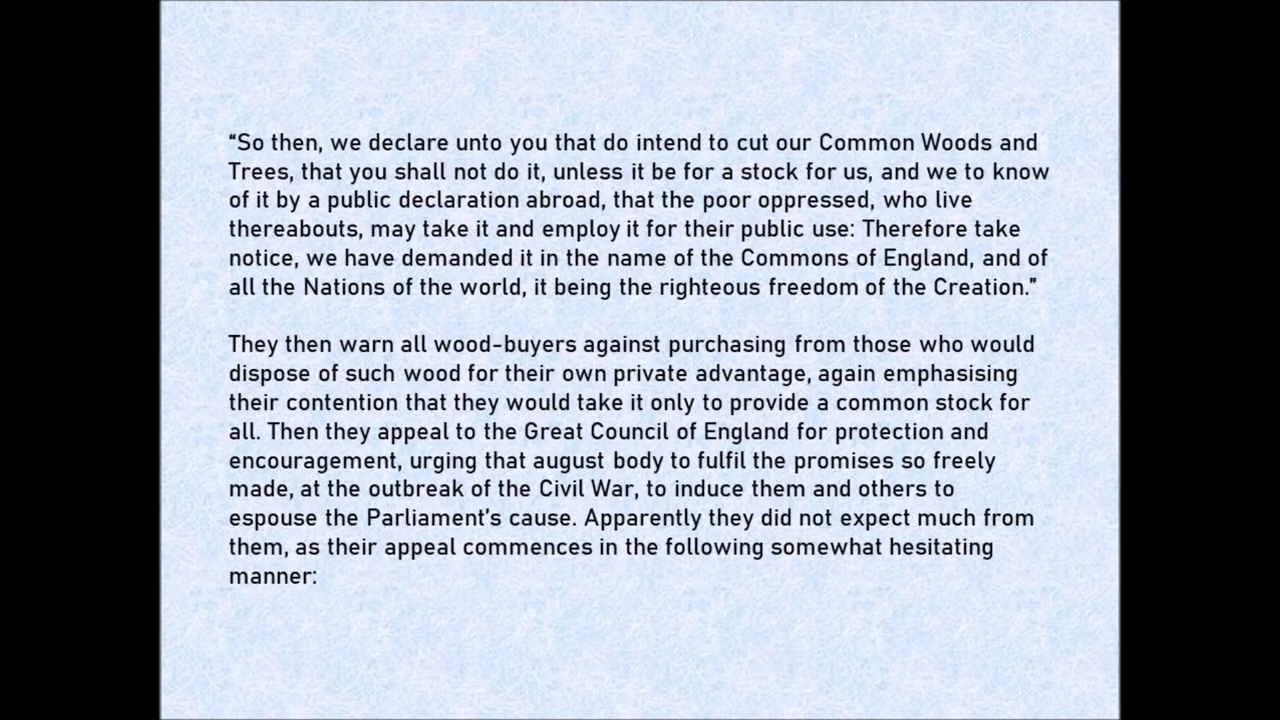 “So then, we declare unto you that do intend to cut our Common Woods and
Trees, that you shall not do it, unless it be for a stock for us, and we to know
of it by a public declaration abroad, that the poor oppressed, who live
thereabouts, may take it and employ it for their public use: Therefore take
notice, we have demanded it in the name of the Commons of England, and of
all the Nations of the world, it being the righteous freedom of the Creation.”
They then warn all wood-buyers against purchasing from those who would
dispose of such wood for their own private advantage, again emphasising
their contention that they would take it only to provide a common stock for
all. Then they appeal to the Great Council of England for protection and
encouragement, urging that august body to fulfil the promises so freely
made, at the outbreak of the Civil War, to induce them and others to
espouse the Parliament’s cause. Apparently they did not expect much from
them, as their appeal commences in the following somewhat hesitating
manner: